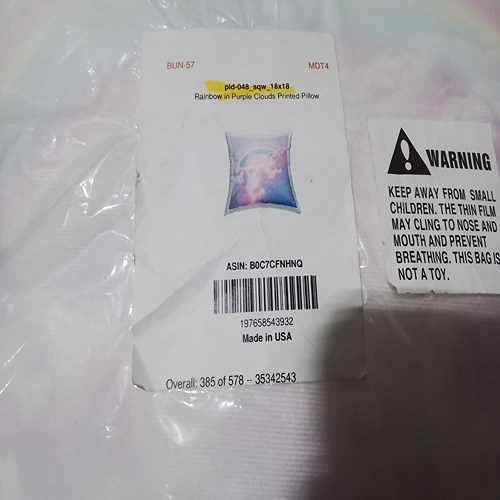 BUN-57 MDT4
pld-048_sqw_18x18
Rainbow in Purple Clouds Printed Pillow
ASIN: B0C7CFNHNQ
197658543932
Made in USA
Overall: 385 of 578 -- 35342543
WARNING
KEEP AWAY FROM SMALL
CHILDREN. THE THIN FILM
MAY CLING TO NOSE AND
MOUTH AND PREVENT
BREATHING. THIS BAG IS
NOT A TOY.